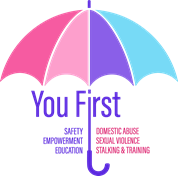 You First
SAFETY
EMPOWERMENT
EDUCATION
DOMESTIC ABUSE
SEXUAL VIOLENCE
STALKING & TRAINING